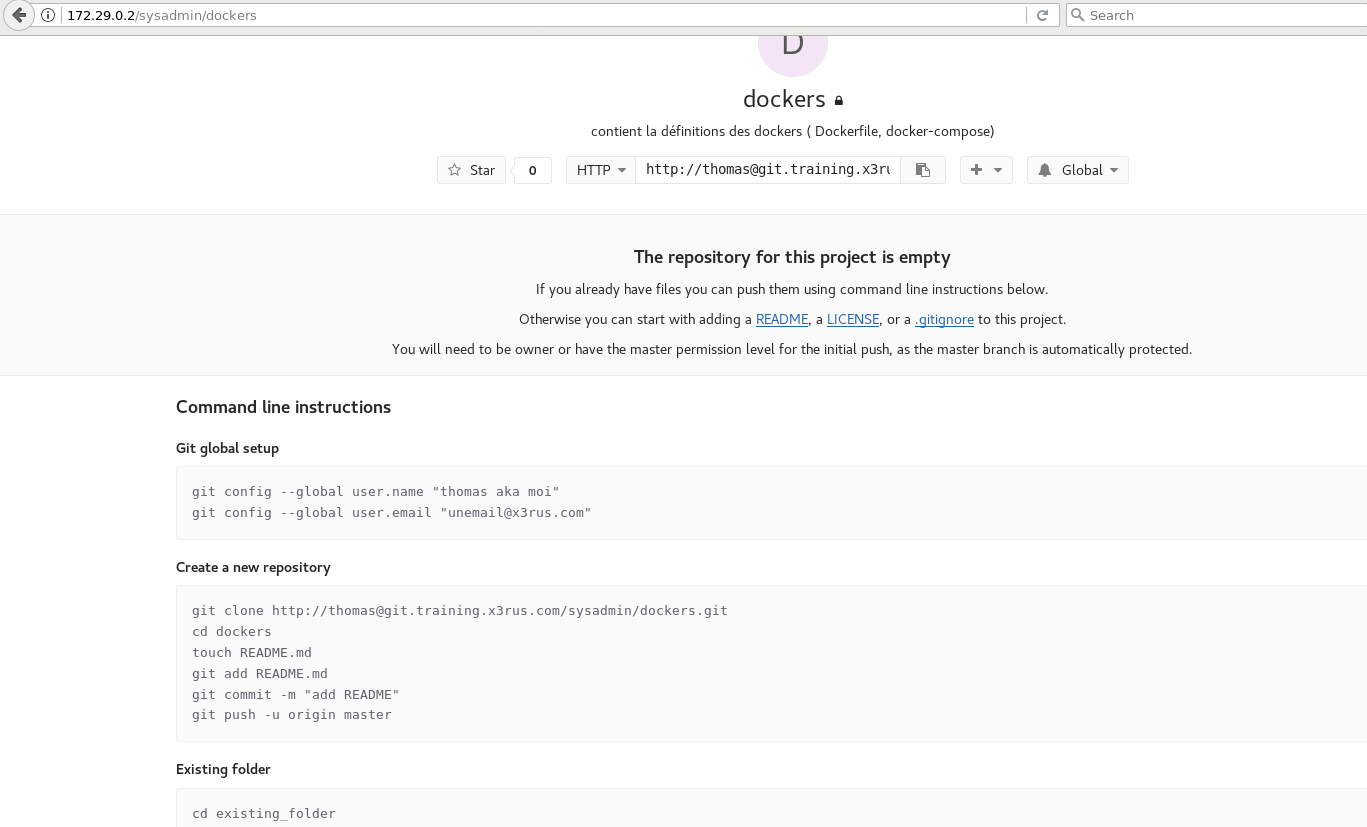 172.29.0.2/sysadmin/dockers
Search
D
dockers
contient la définitions des dockers ( Dockerfile, docker-compose)
Star 0 HTTP http://thomas@git.training.x3ru Global
The repository for this project is empty
If you already have files you can push them using command line instructions below.
Otherwise you can start with adding a README, a LICENSE, or a .gitignore to this project.
You will need to be owner or have the master permission level for the initial push, as the master branch is automatically protected.
Command line instructions
Git global setup
git config --global user.name "thomas aka moi"
git config --global user.email "unemail@x3rus.com"
Create a new repository
git clone http://thomas@git.training.x3rus.com/sysadmin/dockers.git
cd dockers
touch README.md
git add README.md
git commit -m "add README"
git push -u origin master
Existing folder
cd existing_folder